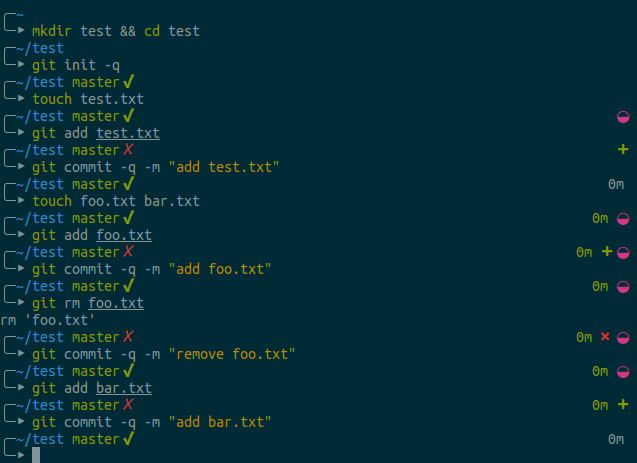 ~
mkdir test && cd test
~/test
git init -q
~/test master✔
touch test.txt
~/test master✔ ◒
git add test.txt
~/test master✗ +
git commit -q -m "add test.txt"
~/test master✔ 0m
touch foo.txt bar.txt
~/test master✔ 0m ◒
git add foo.txt
~/test master✗ 0m + ◒
git commit -q -m "add foo.txt"
~/test master✔ 0m ◒
git rm foo.txt
rm 'foo.txt'
~/test master✗ 0m ✖ ◒
git commit -q -m "remove foo.txt"
~/test master✔ 0m ◒
git add bar.txt
~/test master✗ 0m +
git commit -q -m "add bar.txt"
~/test master✔ 0m